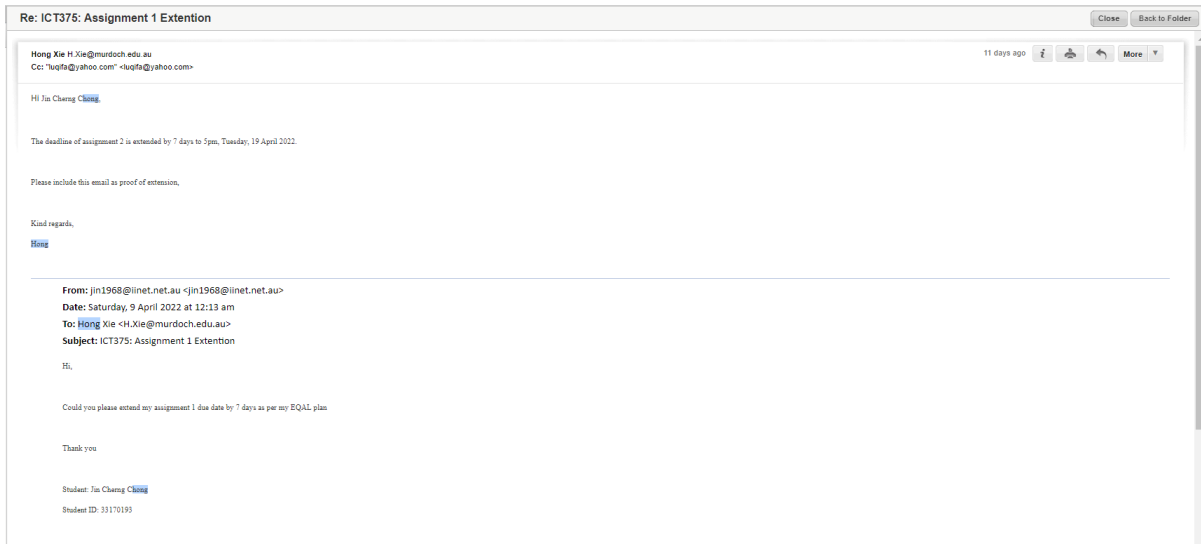 Re: ICT375: Assignment 1 Extention
Close
Back to Folder
Hong Xie H.Xie@murdoch.edu.au
11 days ago
i
More
Cc: "luqifa@yahoo.com" <luqifa@yahoo.com>
Hi Jin Cherng Chong,
The deadline of assignment 2 is extended by 7 days to 5pm, Tuesday, 19 April 2022.
Please include this email as proof of extension,
Kind regards,
Hong
From: jin1968@iinet.net.au <jin1968@iinet.net.au>
Date: Saturday, 9 April 2022 at 12:13 am
To: Hong Xie <H.Xie@murdoch.edu.au>
Subject: ICT375: Assignment 1 Extention
Hi,
Could you please extend my assignment 1 due date by 7 days as per my EQAL plan
Thank you
Student: Jin Cherng Chong
Student ID: 33170193